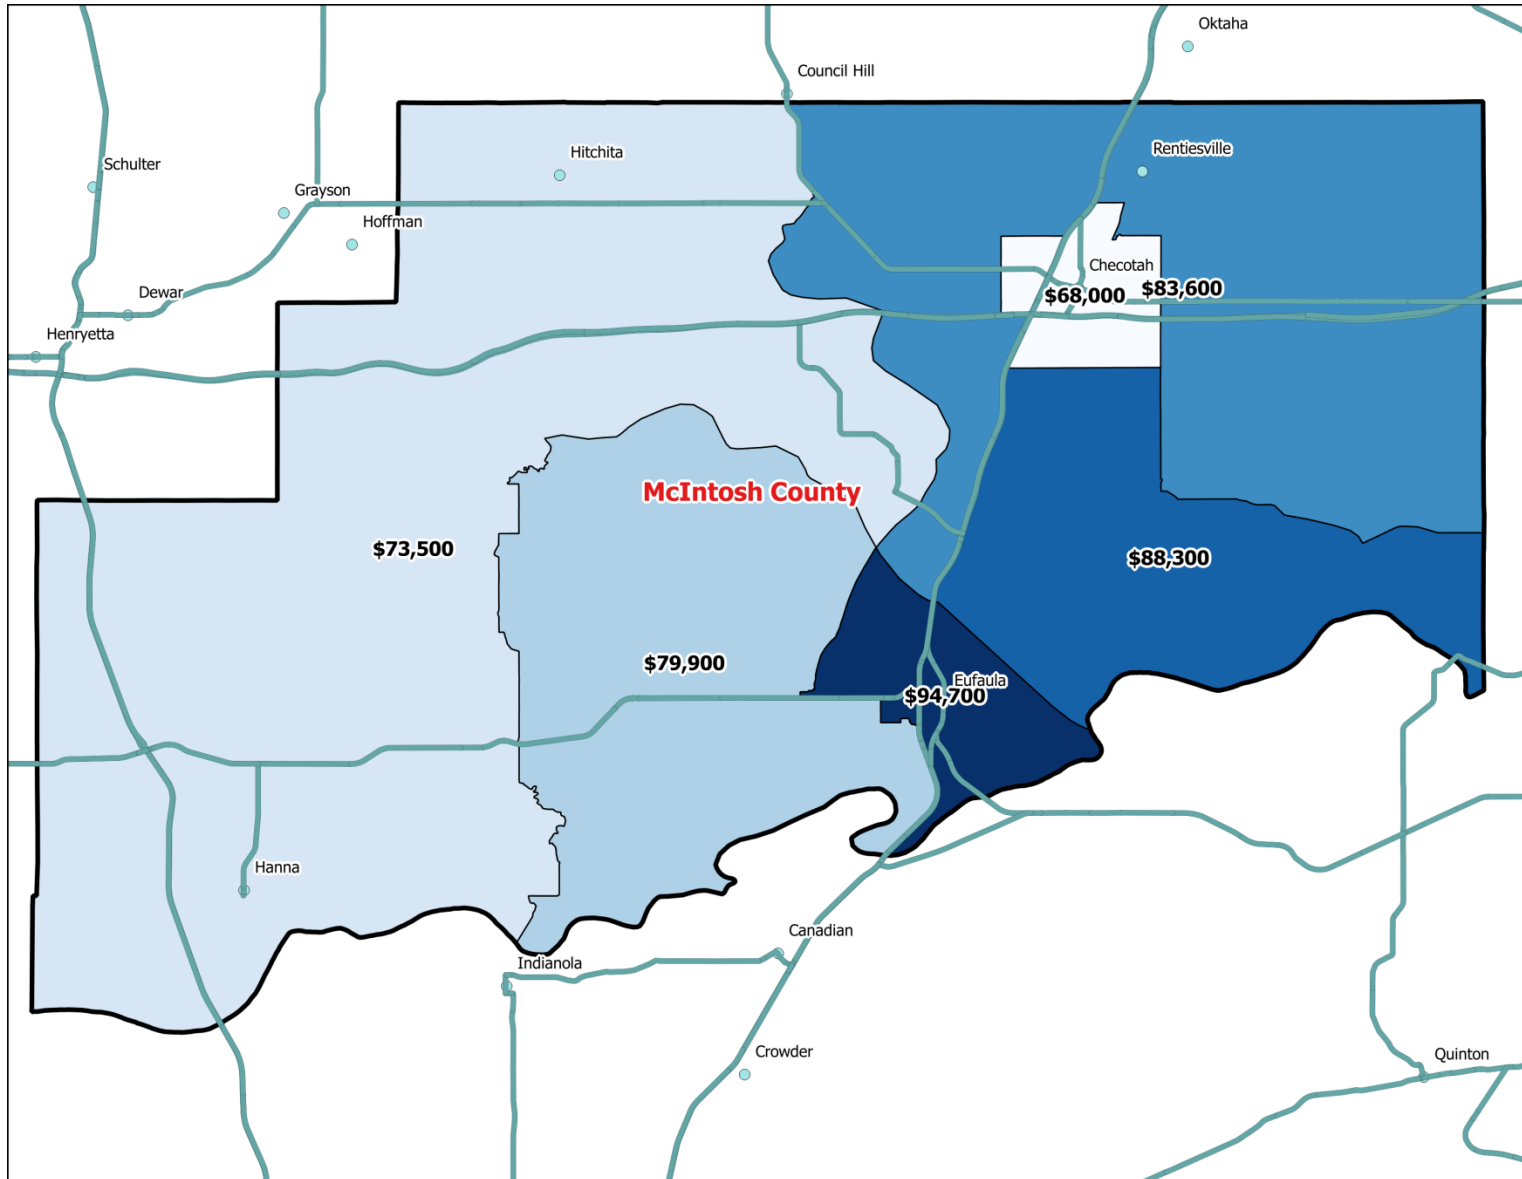 Oktaha
Council Hill
Rentiesville
Hitchita
Schulter
Grayson
Hoffman
Checotah
$83,600
$68,000
Dewar
Henryetta
McIntosh County
$73,500
$88,300
$79,900
Eufaula
$94,700
Hanna
Canadian
Indianola
Crowder
Quinton